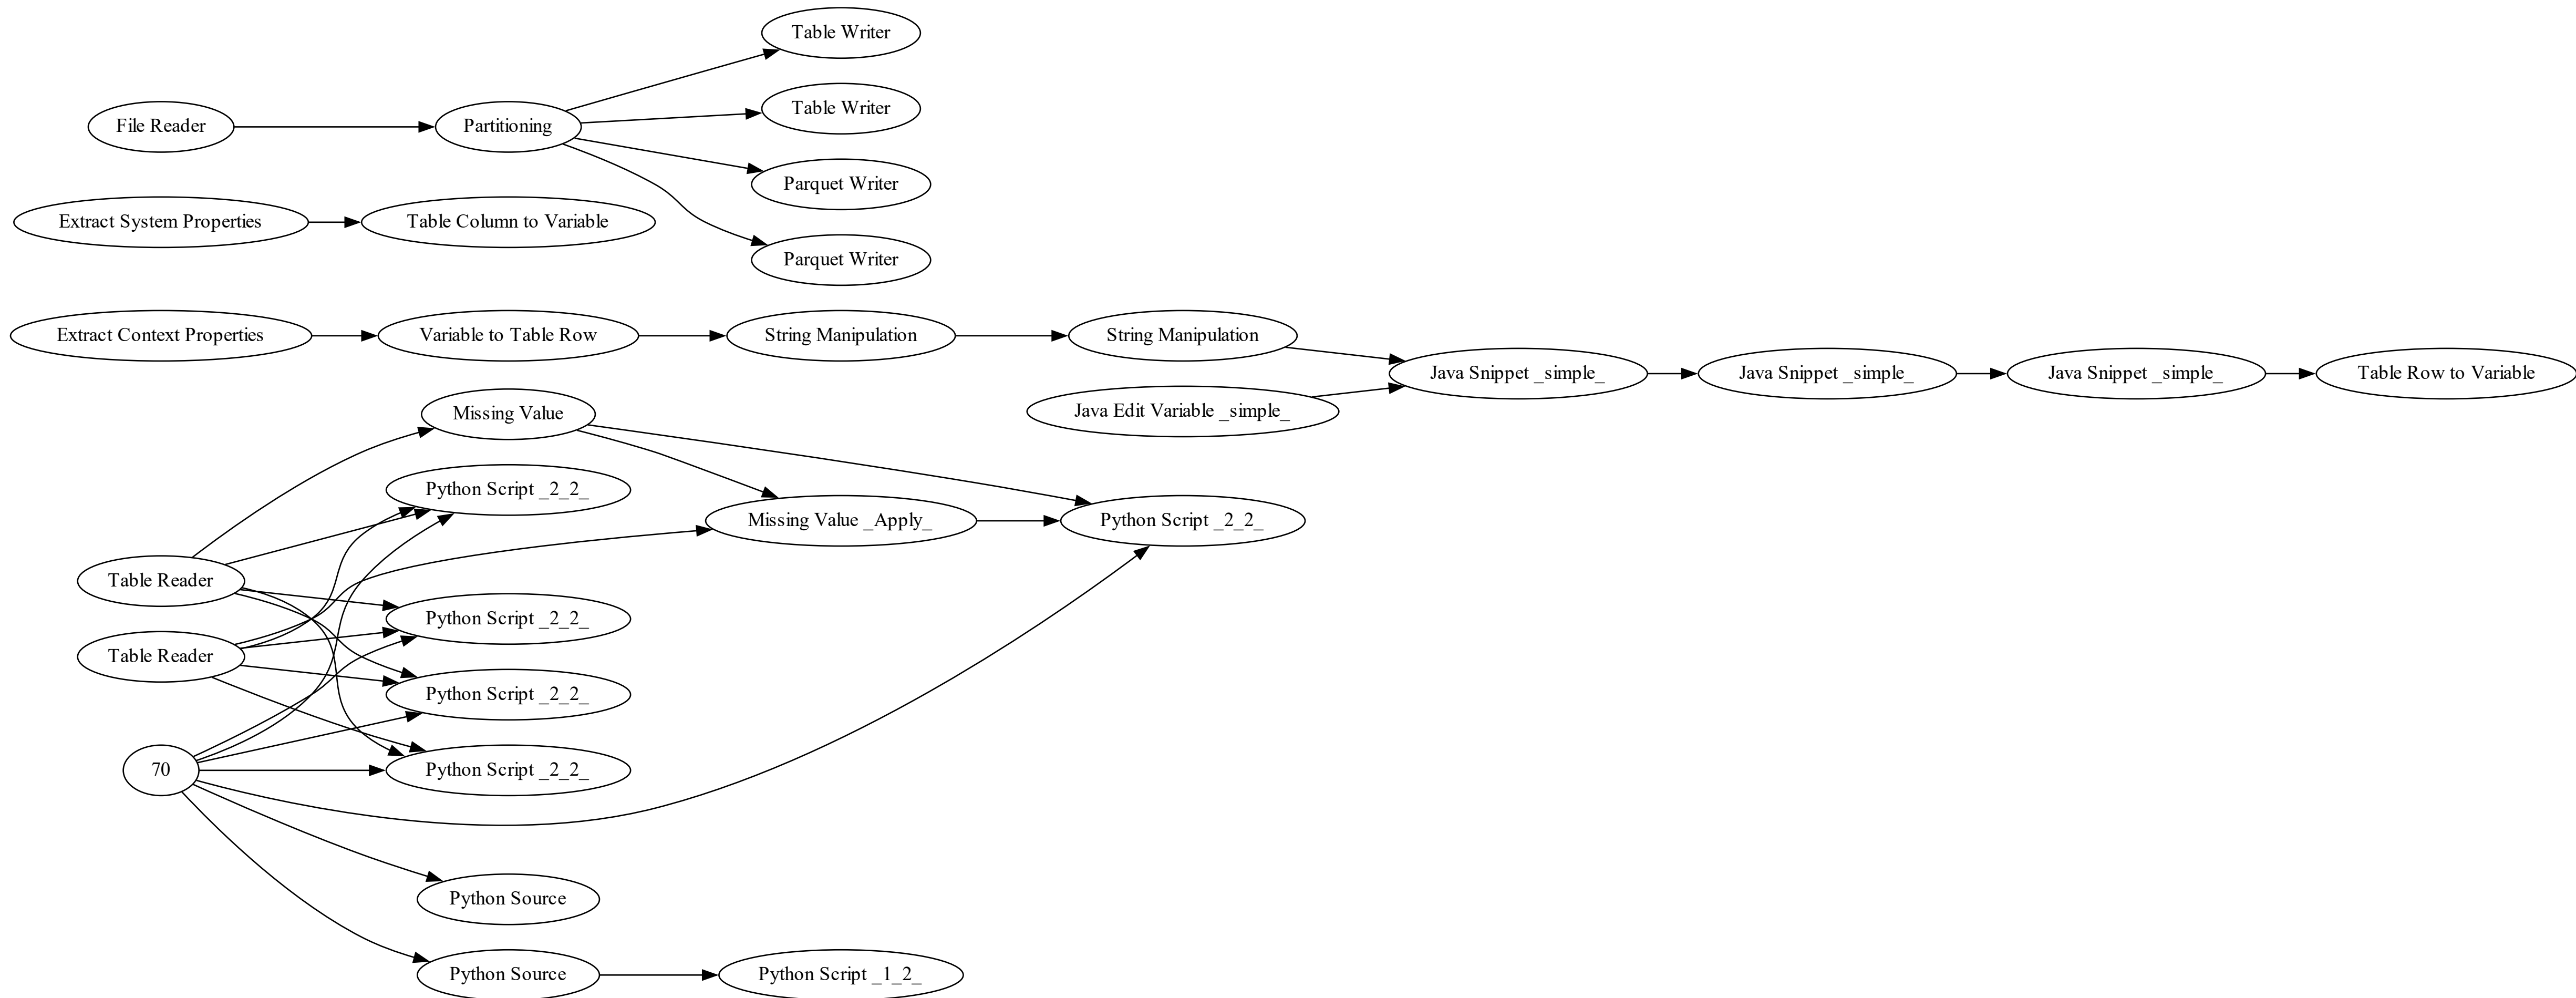 Table Writer
Table Writer
File Reader
Partitioning
Parquet Writer
Extract System Properties
Table Column to Variable
Parquet Writer
Extract Context Properties
Variable to Table Row
String Manipulation
String Manipulation
Java Snippet _simple_
Java Snippet _simple_
Java Snippet _simple_
Table Row to Variable
Java Edit Variable _simple_
Missing Value
Python Script _2_2_
Missing Value _Apply_
Python Script _2_2_
Table Reader
Python Script _2_2_
Table Reader
Python Script _2_2_
70
Python Script _2_2_
Python Source
Python Source
Python Script _1_2_